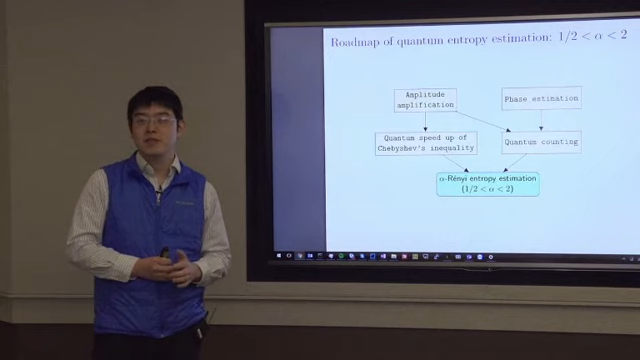 Roadmap of quantum entropy estimation: 1/2 < α < 2
Amplitude
amplification
Phase estimation
Quantum speed up of
Chebyshev's inequality
Quantum counting
α-Rényi entropy estimation
(1/2 < α < 2)